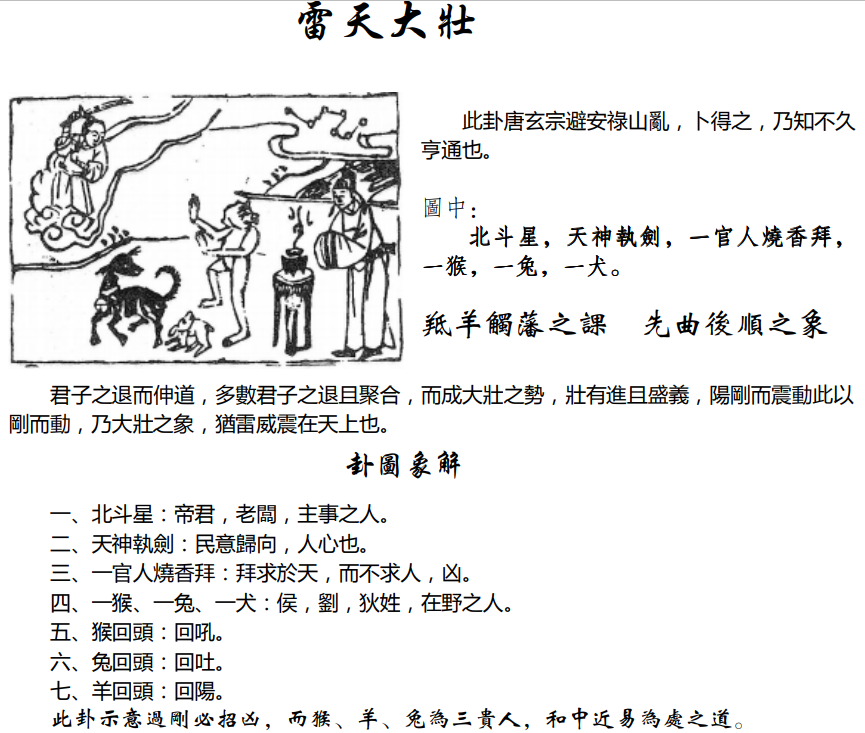 雷天大壯
此卦唐玄宗避安祿山亂，卜得之，乃知不久
亨通也。
圖中：
北斗星，天神執劍，一官人燒香拜，
一猴，一兔，一犬。
羝羊觸藩之課　先曲後順之象
君子之退而伸道，多數君子之退且聚合，而成大壯之勢，壯有進且盛義，陽剛而震動此以
剛而動，乃大壯之象，猶雷威震在天上也。
卦圖象解
一、北斗星：帝君，老闆，主事之人。
二、天神執劍：民意歸向，人心也。
三、一官人燒香拜：拜求於天，而不求人，凶。
四、一猴、一兔、一犬：侯，劉，狄姓，在野之人。
五、猴回頭：回吼。
六、兔回頭：回吐。
七、羊回頭：回陽。
此卦示意過剛必招凶，而猴、羊、兔為三貴人，和中近易為處之道。